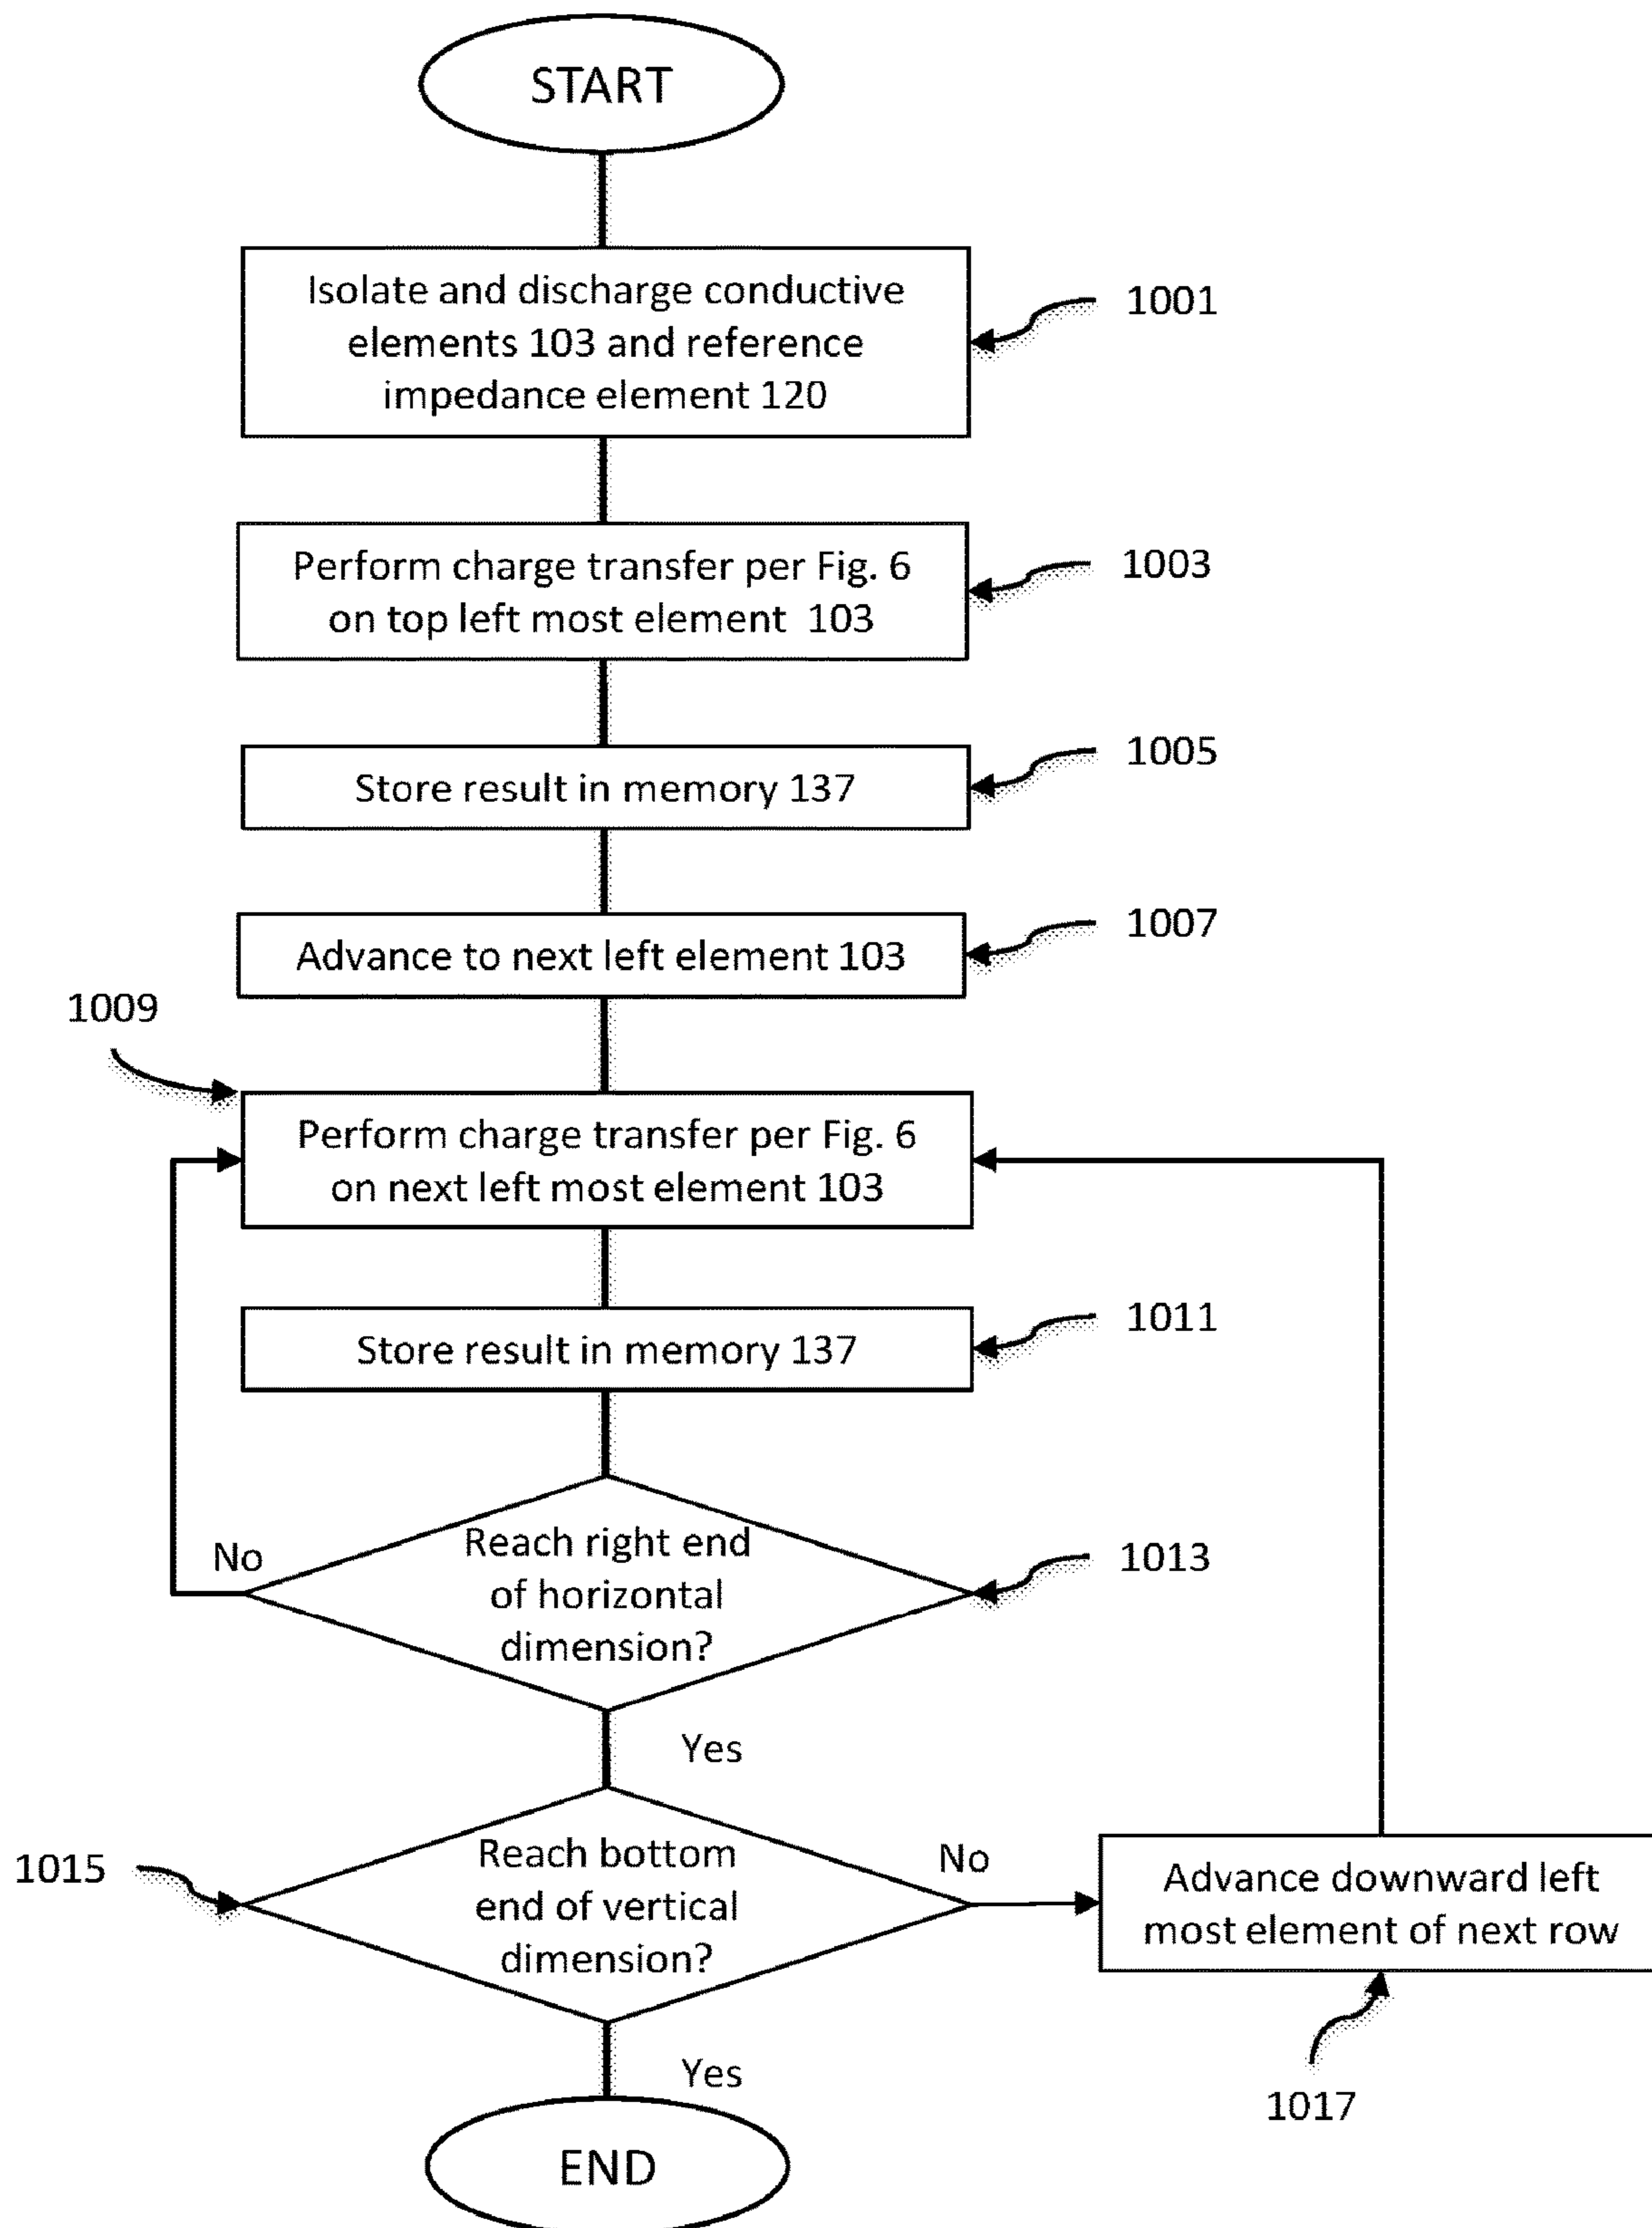 START
Isolate and discharge conductive
elements 103 and reference
impedance element 120
1001
Perform charge transfer per Fig. 6
on top left most element 103
1003
Store result in memory 137
1005
Advance to next left element 103
1007
1009
Perform charge transfer per Fig. 6
on next left most element 103
Store result in memory 137
1011
No
Reach right end
of horizontal
dimension?
1013
Yes
1015
Reach bottom
end of vertical
dimension?
No
Advance downward left
most element of next row
1017
Yes
END